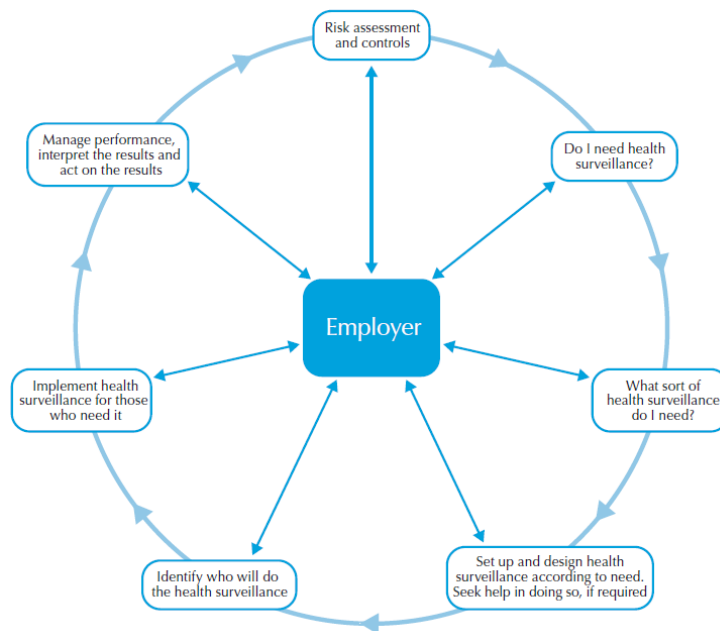 Risk assessment
and controls
Do I need health
surveillance?
What sort of
health surveillance
do I need?
Set up and design health
surveillance according to need.
Seek help in doing so, if required
Identify who will do
the health surveillance
Implement health
surveillance for those
who need it
Manage performance,
interpret the results and
act on the results
Employer